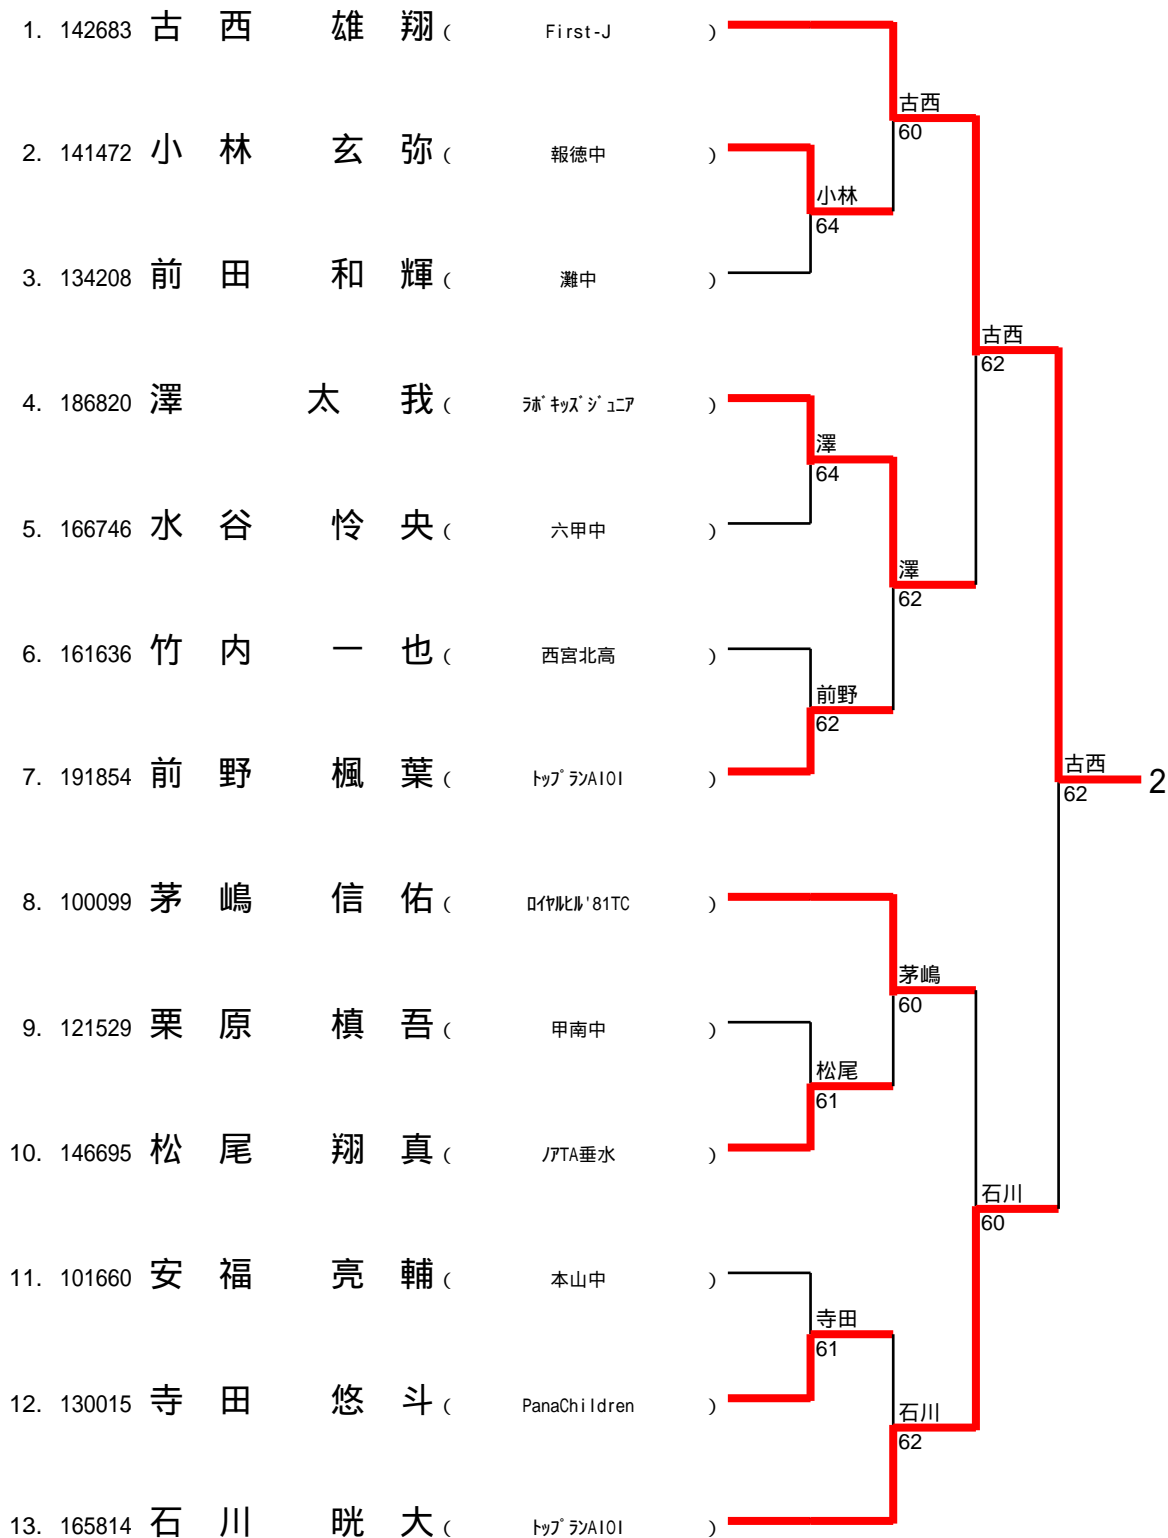 1. 142683 古西 雄翔 ( First-J )
古西
60
2. 141472 小林 玄弥 ( 報徳中 )
小林
64
3. 134208 前田 和輝 ( 灘中 )
古西
62
4. 186820 澤 太我 ( ﾗﾎﾞｷｯｽﾞｼﾞｭﾆｱ )
澤
64
5. 166746 水谷 怜央 ( 六甲中 )
澤
62
6. 161636 竹内 一也 ( 西宮北高 )
前野
62
7. 191854 前野 楓葉 ( ﾄｯﾌﾟﾗﾝAIOI )
古西
62
2
8. 100099 茅嶋 信佑 ( ﾛｲﾔﾙﾋﾙ'81TC )
茅嶋
60
9. 121529 栗原 槙吾 ( 甲南中 )
松尾
61
10. 146695 松尾 翔真 ( ﾉｱTA垂水 )
石川
60
11. 101660 安福 亮輔 ( 本山中 )
寺田
61
12. 130015 寺田 悠斗 ( PanaChildren )
石川
62
13. 165814 石川 晄大 ( ﾄｯﾌﾟﾗﾝAIOI )